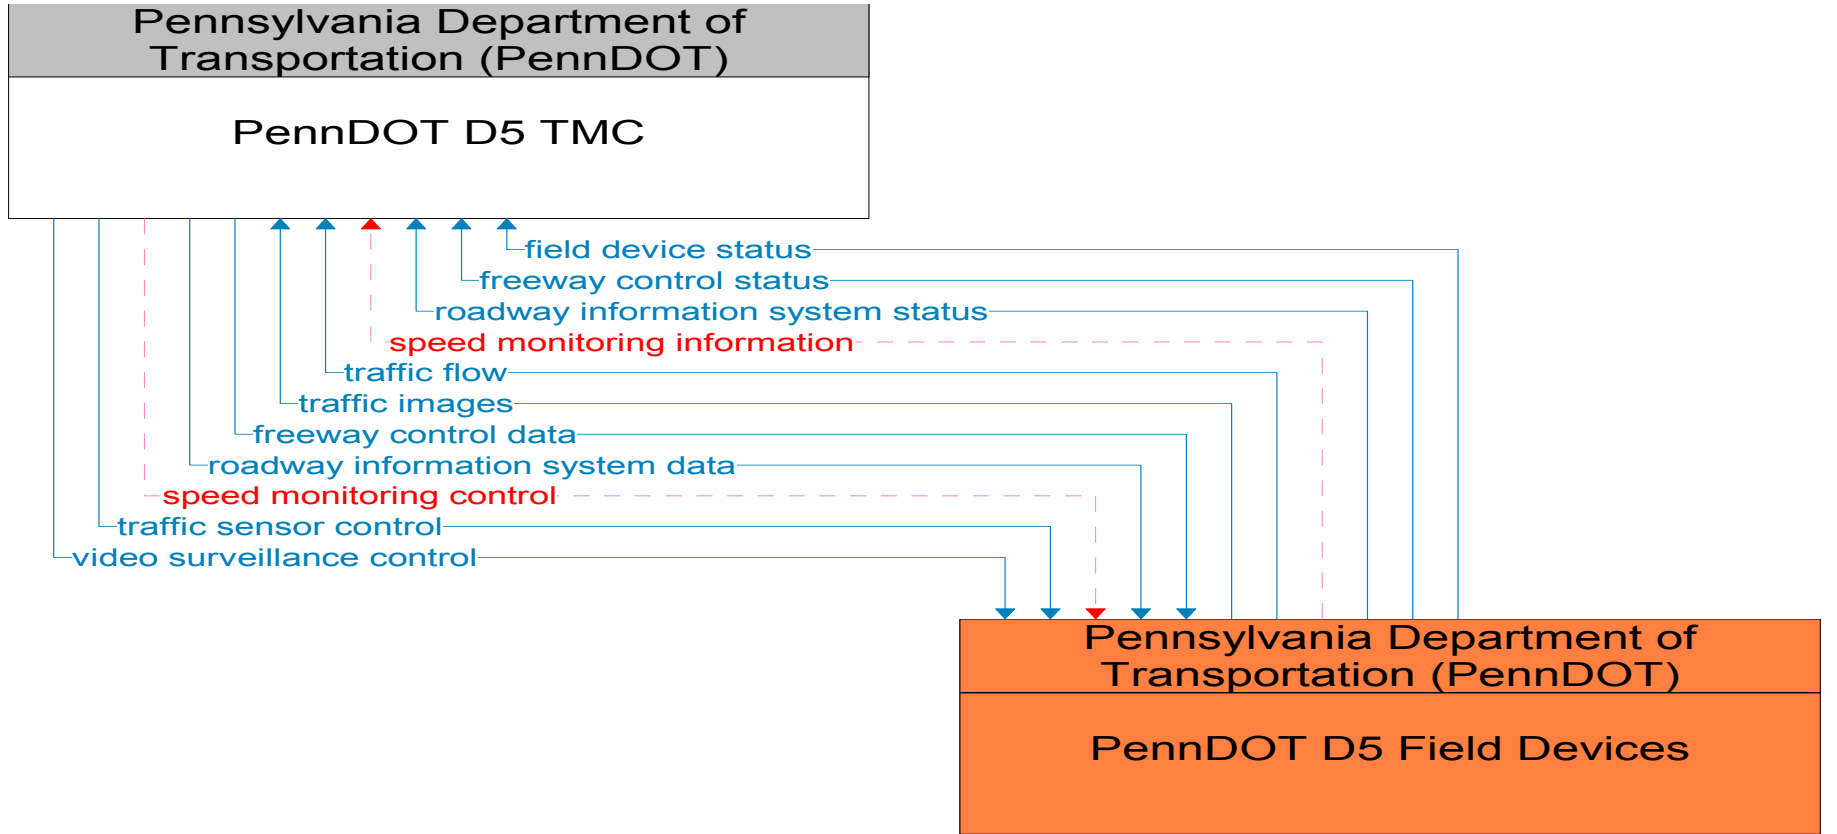 Pennsylvania Department of
Transportation (PennDOT)
PennDOT D5 TMC
field device status
freeway control status
roadway information system status
speed monitoring information
traffic flow
traffic images
freeway control data
roadway information system data
speed monitoring control
traffic sensor control
video surveillance control
Pennsylvania Department of
Transportation (PennDOT)
PennDOT D5 Field Devices